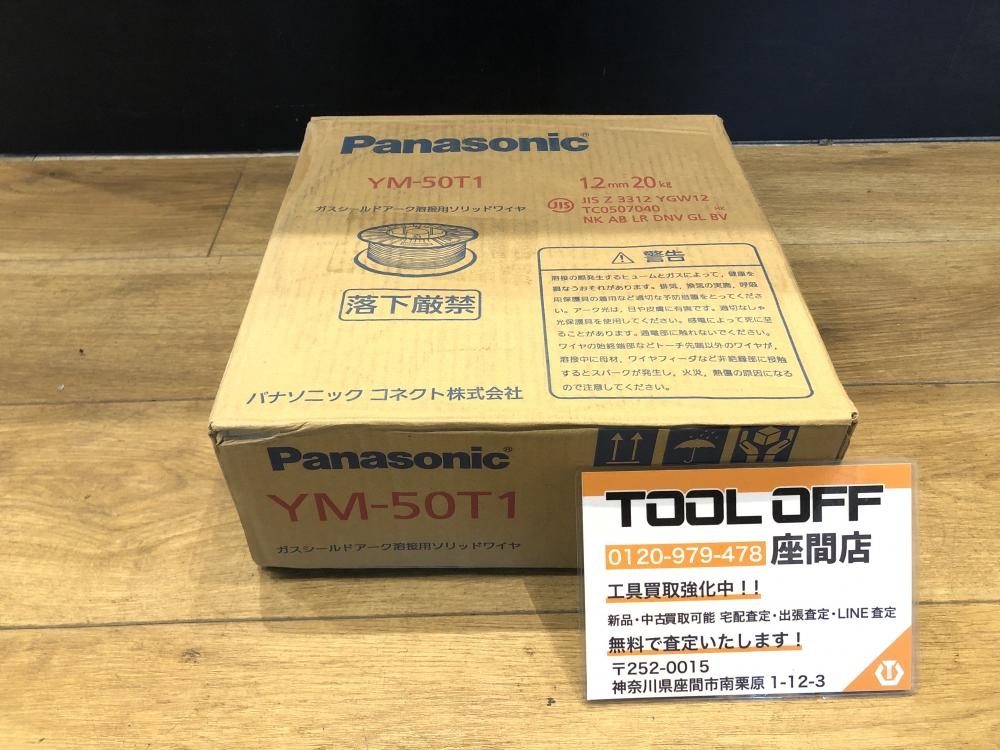 Panasonic®
YM-50T1
1.2mm 20kg
ガスシールドアーク溶接用ソリッドワイヤ
JIS
JIS Z 3312 YGW12
TC0507040
HK
NK AB LR DNV GL BV
落下厳禁
警告
溶接の際発生するヒュームとガスによって，健康を
損なうおそれがあります。排気，換気の実施，呼吸
用保護具の着用など適切な予防措置をとってくださ
い。アーク光は，目や皮膚に有害です。適切なしゃ
光保護具を使用してください。感電によって死に至
ることがあります。通電部に触れないでください。
ワイヤの始終端部などトーチ先端以外のワイヤが，
溶接中に母材，ワイヤフィーダなど非絶縁部に接触
するとスパークが発生し，火災，熱傷の原因になる
ので注意してください。
パナソニック コネクト株式会社
Panasonic®
YM-50T1
ガスシールドアーク溶接用ソリッドワイヤ
TOOL OFF
0120-979-478 座間店
工具買取強化中！！
新品・中古買取可能 宅配査定・出張査定・LINE査定
無料で査定いたします！
〒252-0015
神奈川県座間市南栗原1-12-3